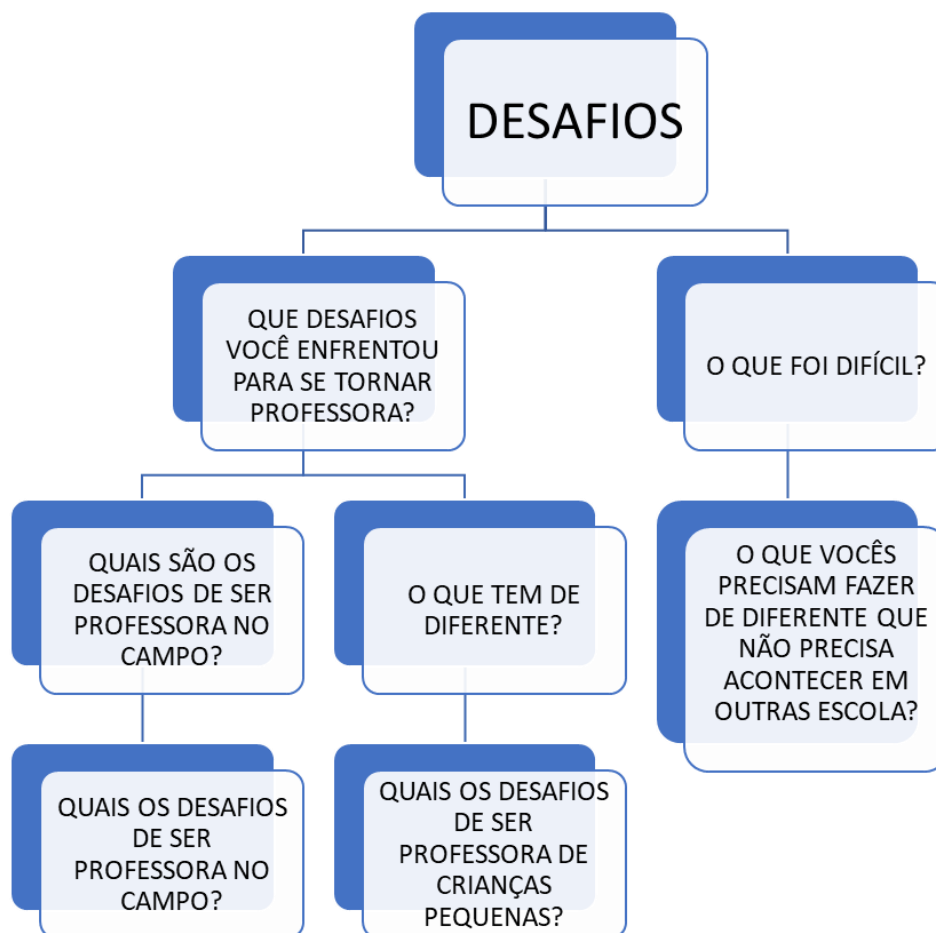 DESAFIOS
QUE DESAFIOS
VOCÊ ENFRENTOU
PARA SE TORNAR
PROFESSORA?
O QUE FOI DIFÍCIL?
QUAIS SÃO OS
DESAFIOS DE SER
PROFESSORA NO
CAMPO?
O QUE TEM DE
DIFERENTE?
O QUE VOCÊS
PRECISAM FAZER
DE DIFERENTE QUE
NÃO PRECISA
ACONTECER EM
OUTRAS ESCOLA?
QUAIS OS DESAFIOS
DE SER
PROFESSORA NO
CAMPO?
QUAIS OS DESAFIOS
DE SER
PROFESSORA DE
CRIANÇAS
PEQUENAS?